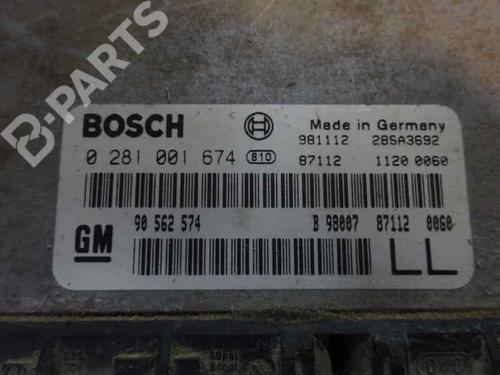 B-PARTS
BOSCH
Made in Germany
981112 28SA3692
0 281 001 674 810 87112 1120 0060
90 562 574 B 98007 87112 0060
GM
LL